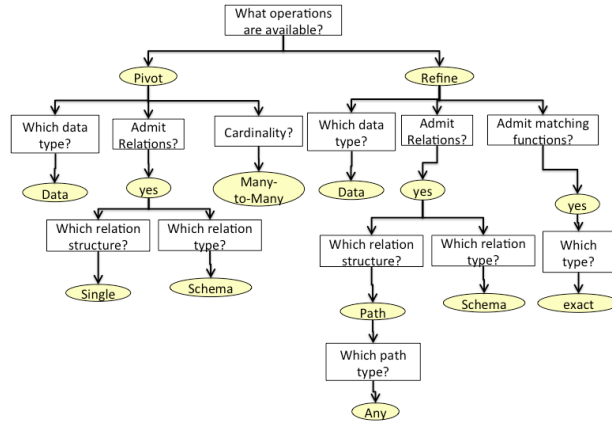 What operations
are available?
Pivot
Refine
Which data
type?
Admit
Relations?
Cardinality?
Which data
type?
Admit
Relations?
Admit matching
functions?
Data
yes
Many-
to-Many
Data
yes
yes
Which relation
structure?
Which relation
type?
Which relation
structure?
Which relation
type?
Which
type?
Single
Schema
Path
Schema
exact
Which path
type?
Any